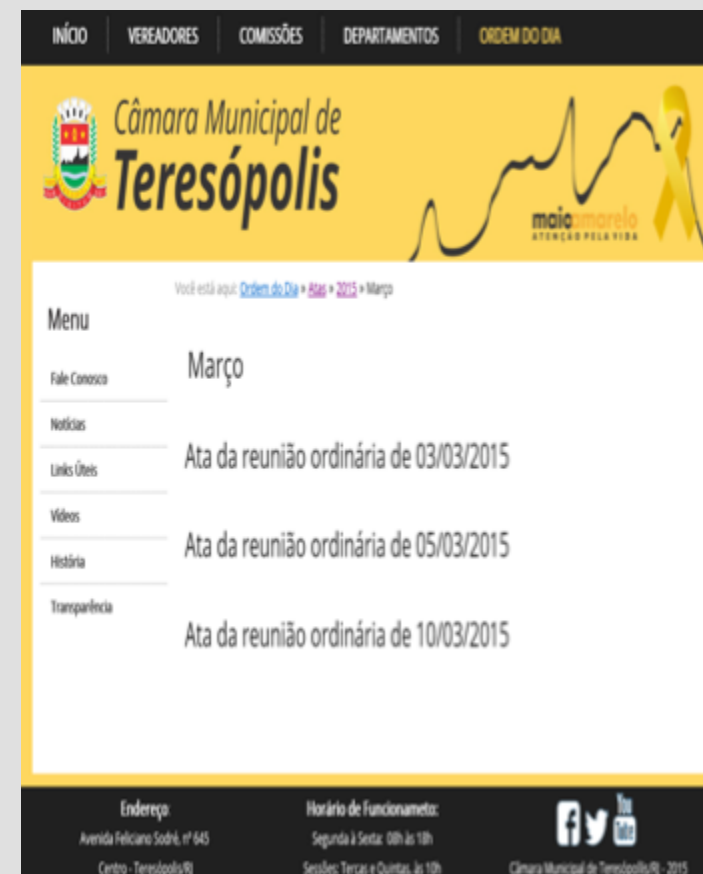 INÍCIO VEREADORES COMISSÕES DEPARTAMENTOS ORDEM DO DIA
Câmara Municipal de
Teresópolis
maioamarelo
ATENÇÃO PELA VIDA
Você está aqui: Ordem do Dia » Atas » 2015 » Março
Menu
Fale Conosco
Notícias
Links Úteis
Vídeos
História
Transparência
Março
Ata da reunião ordinária de 03/03/2015
Ata da reunião ordinária de 05/03/2015
Ata da reunião ordinária de 10/03/2015
Endereço:
Avenida Feliciano Sodré, nº 645
Centro - Teresópolis/RJ
Horário de Funcionameto:
Segunda à Sexta: 08h às 18h
Sessões: Terças e Quintas, às 10h
You
Tube
Câmara Municipal de Teresópolis/RJ - 2015